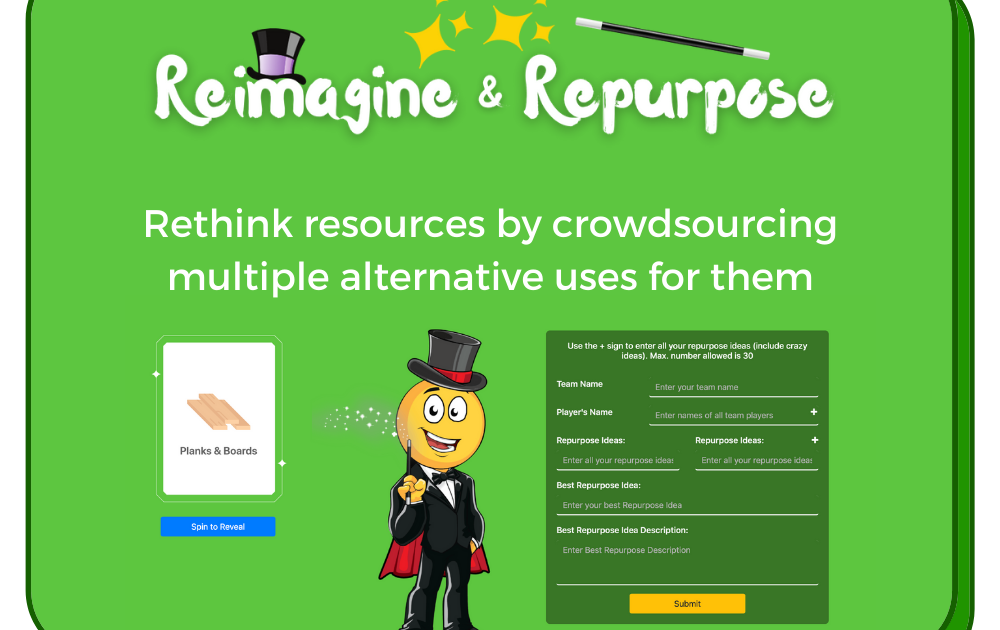 Reimagine & Repurpose
Rethink resources by crowdsourcing
multiple alternative uses for them
Planks & Boards
Spin to Reveal
Use the + sign to enter all your repurpose ideas (include crazy
ideas). Max. number allowed is 30
Team Name
Enter your team name
Player's Name
Enter names of all team players +
Repurpose Ideas: Repurpose Ideas: +
Enter all your repurpose ideas Enter all your repurpose ideas
Best Repurpose Idea:
Enter your best Repurpose Idea
Best Repurpose Idea Description:
Enter Best Repurpose Description
Submit